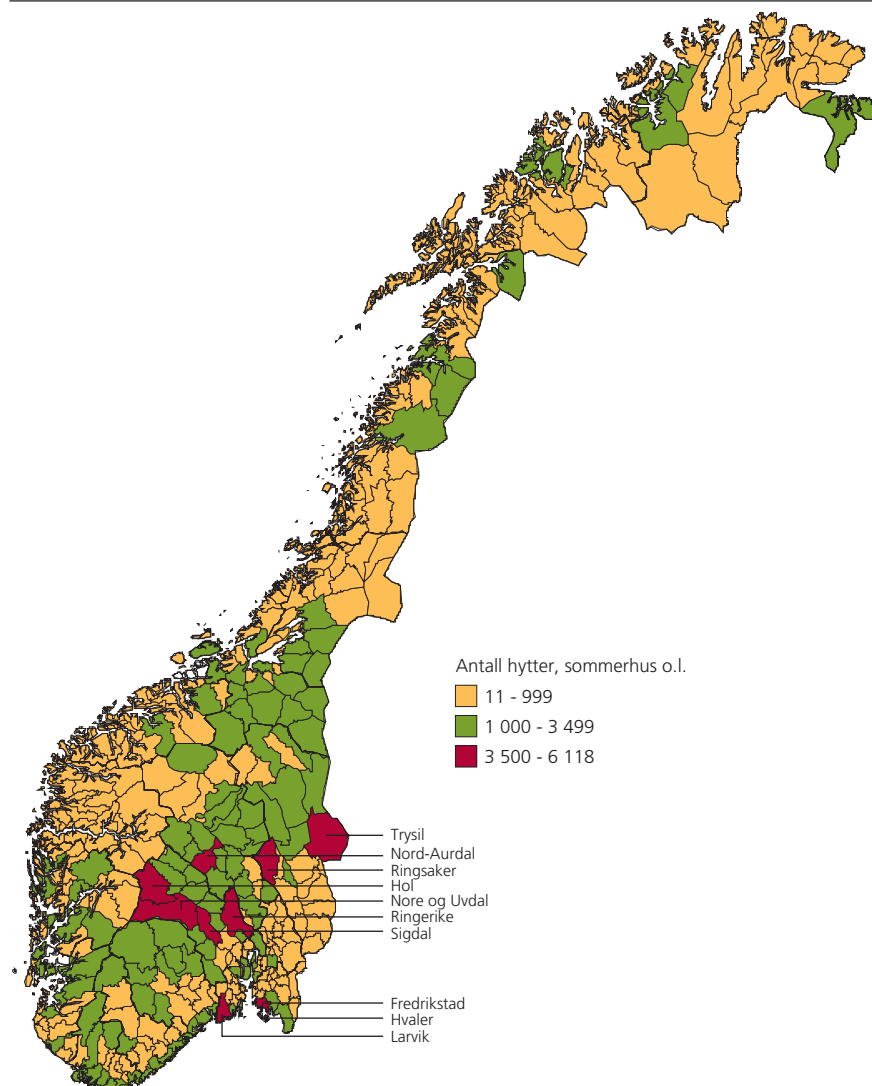 Antall hytter, sommerhus o.l.
11 - 999
1 000 - 3 499
3 500 - 6 118
Trysil
Nord-Aurdal
Ringsaker
Hol
Nore og Uvdal
Ringerike
Sigdal
Fredrikstad
Hvaler
Larvik